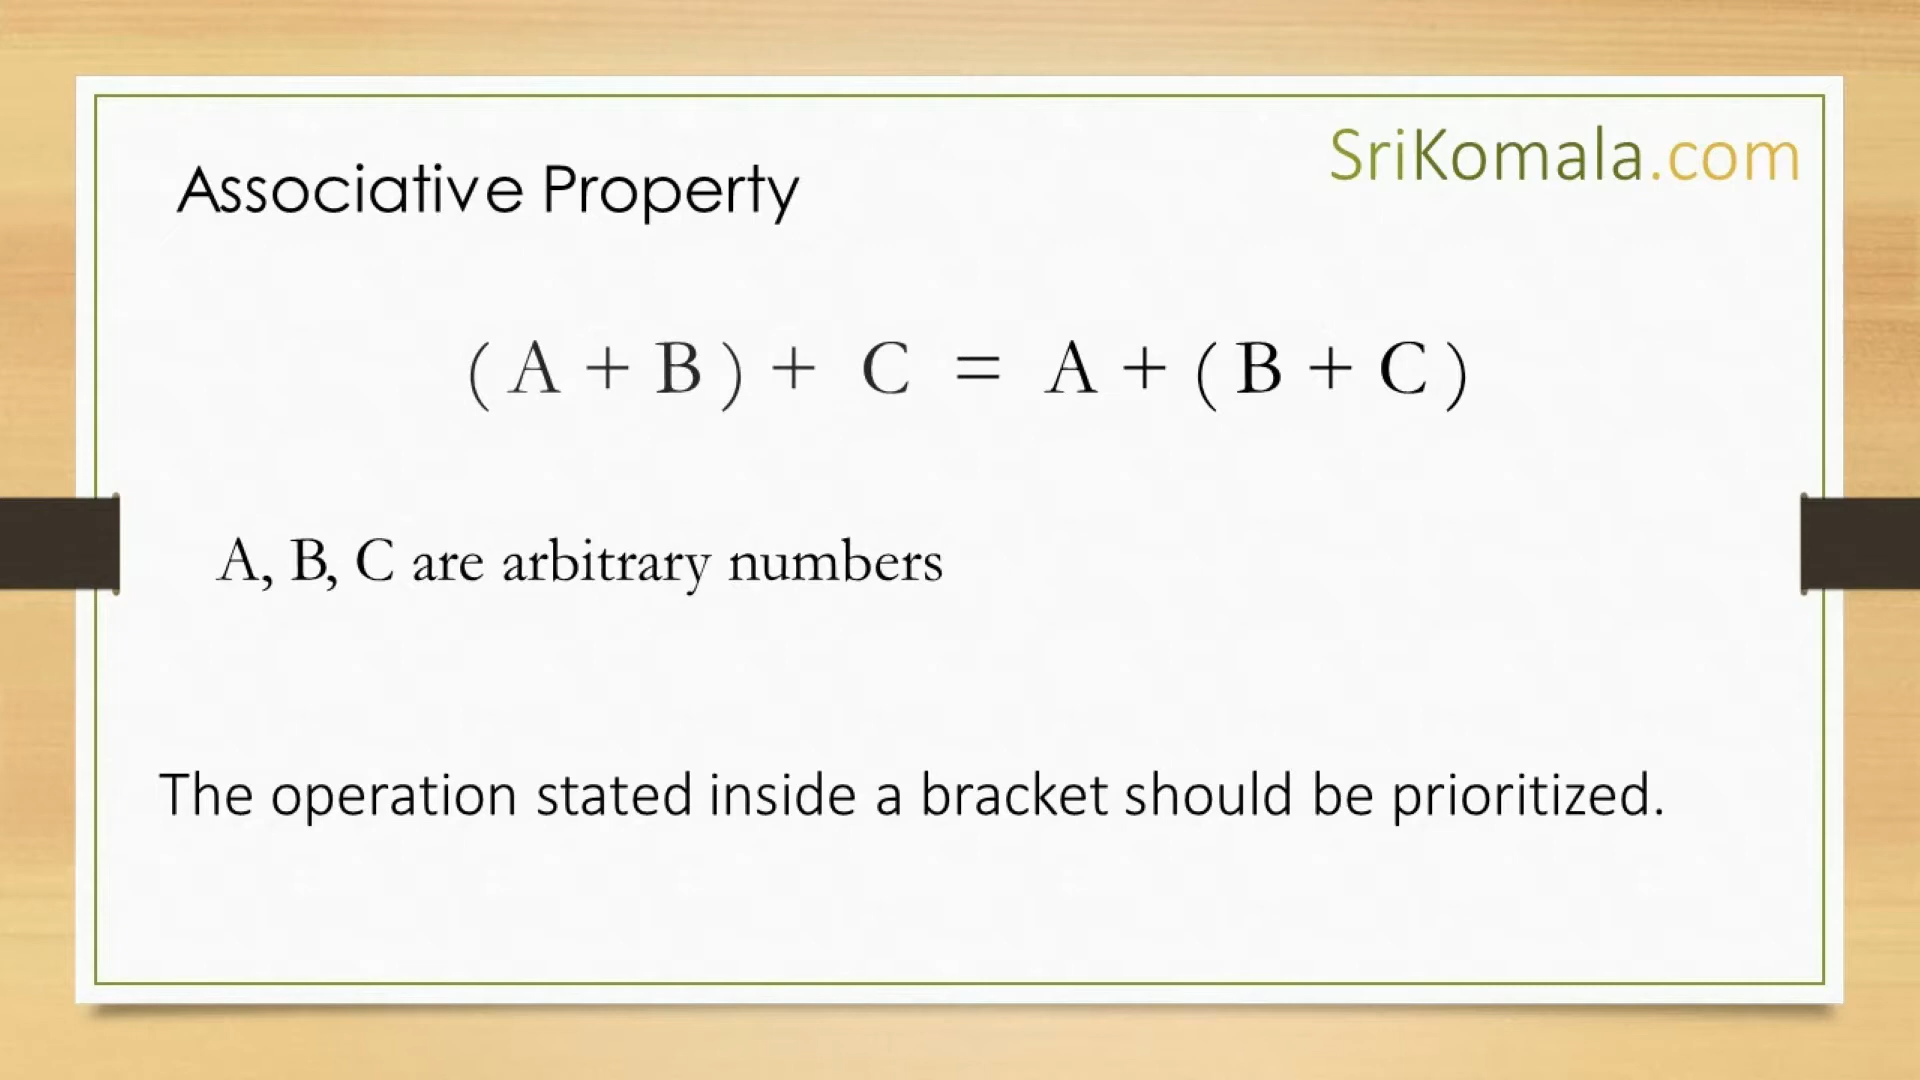 SriKomala.com
Associative Property
( A + B ) + C = A + ( B + C )
A, B, C are arbitrary numbers
The operation stated inside a bracket should be prioritized.